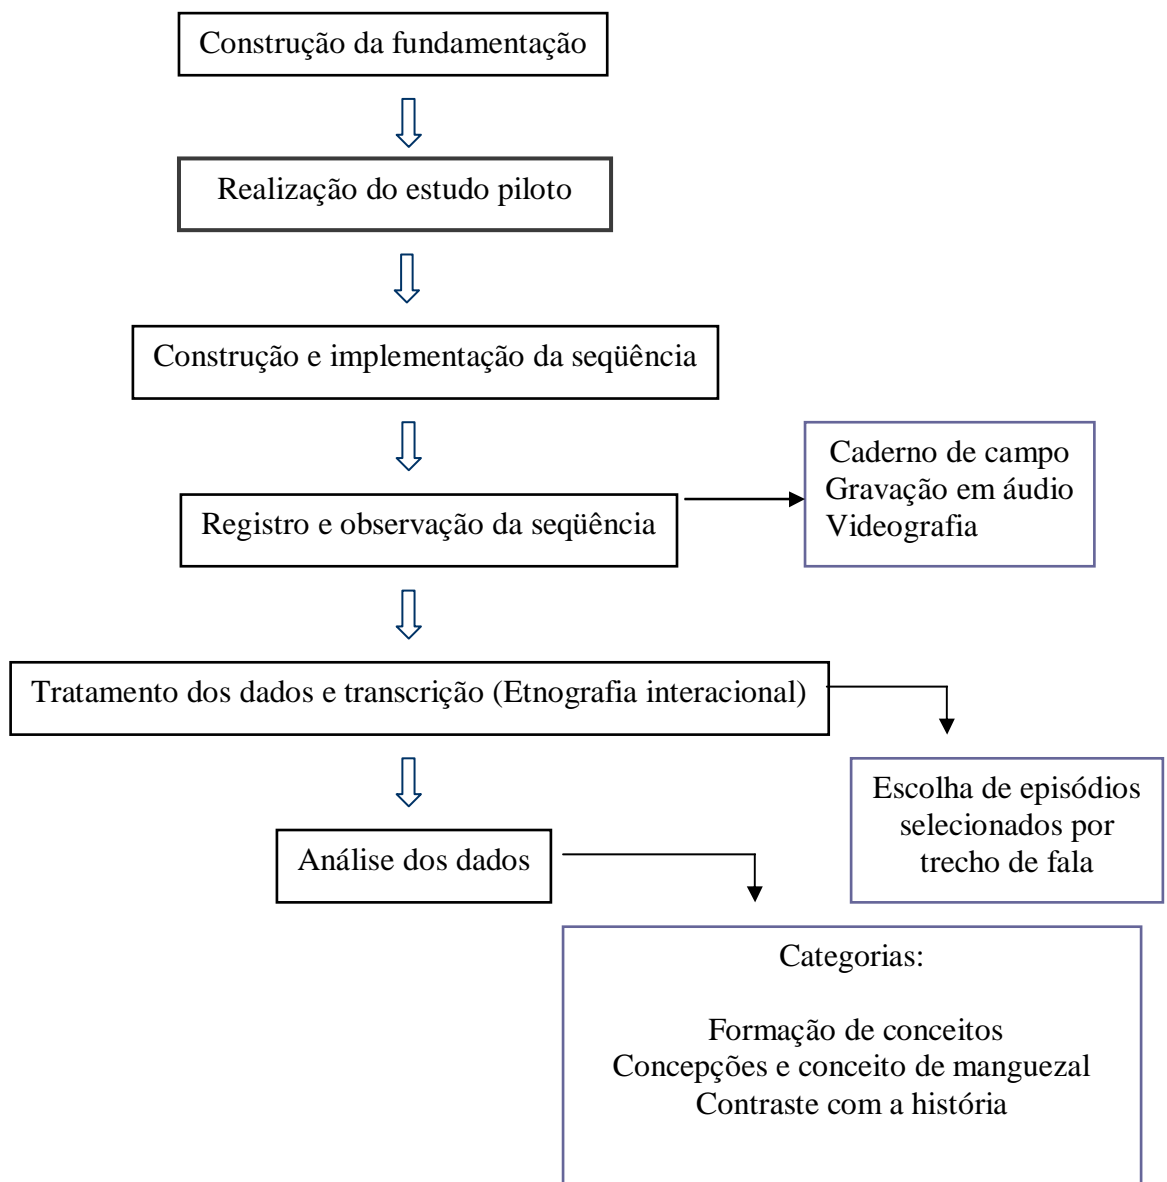 Construção da fundamentação
Realização do estudo piloto
Construção e implementação da seqüência
Caderno de campo
Gravação em áudio
Videografia
Registro e observação da seqüência
Tratamento dos dados e transcrição (Etnografia interacional)
Escolha de episódios
selecionados por
trecho de fala
Análise dos dados
Categorias:
Formação de conceitos
Concepções e conceito de manguezal
Contraste com a história